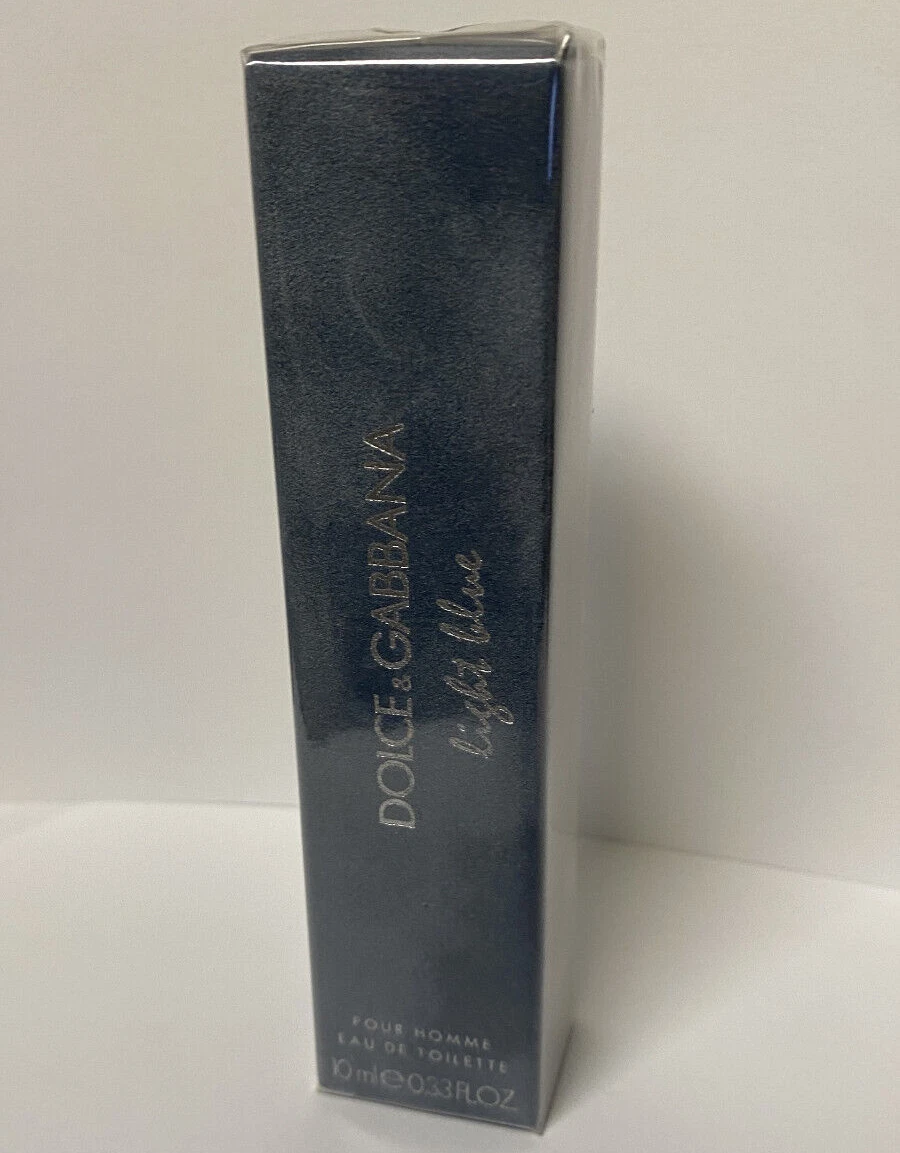 DOLCE & GABBANA
light blue
POUR HOMME
EAU DE TOILETTE
10 ml ℮ 0.33 FL.OZ